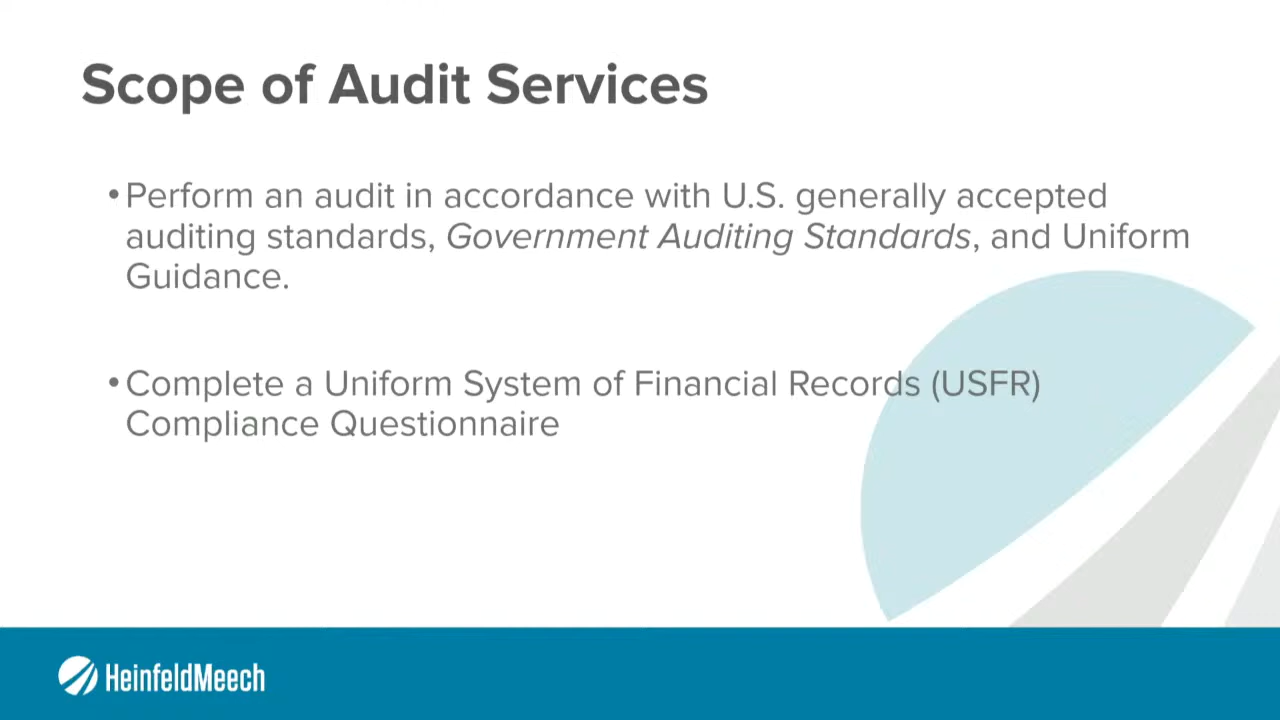 Scope of Audit Services
•Perform an audit in accordance with U.S. generally accepted
auditing standards, Government Auditing Standards, and Uniform
Guidance.
•Complete a Uniform System of Financial Records (USFR)
Compliance Questionnaire
HeinfeldMeech